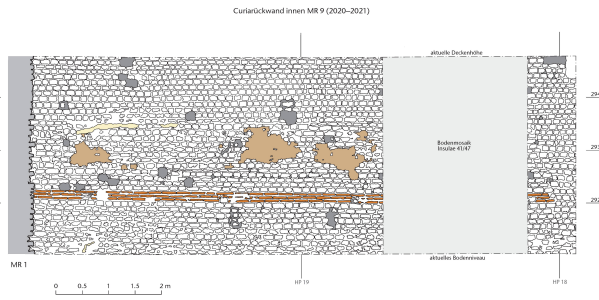 Curiarückwand innen MR 9 (2020–2021)
aktuelle Deckenhöhe
294
Bodenmosaik
Insulae 41/47
293
292
aktuelles Bodenniveau
MR 1
HP 19
HP 18
0 0.5 1 1.5 2 m